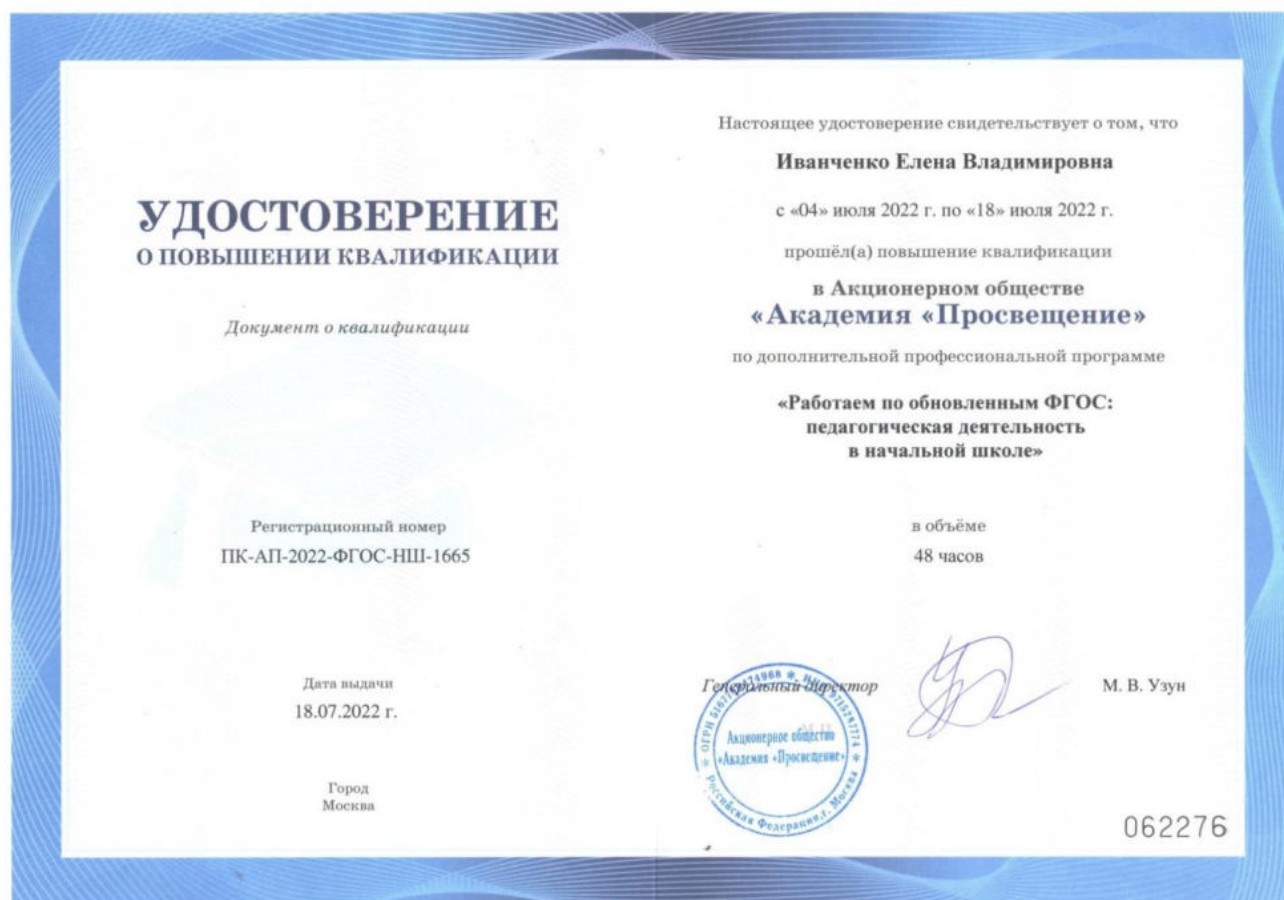 УДОСТОВЕРЕНИЕ
О ПОВЫШЕНИИ КВАЛИФИКАЦИИ
Документ о квалификации
Регистрационный номер
ПК-АП-2022-ФГОС-НШ-1665
Дата выдачи
18.07.2022 г.
Город
Москва
Настоящее удостоверение свидетельствует о том, что
Иванченко Елена Владимировна
с «04» июля 2022 г. по «18» июля 2022 г.
прошёл(а) повышение квалификации
в Акционерном обществе
«Академия «Просвещение»
по дополнительной профессиональной программе
«Работаем по обновленным ФГОС:
педагогическая деятельность
в начальной школе»
в объёме
48 часов
Генеральный директор
М. В. Узун
Акционерное общество
«Академия «Просвещение»
Российская Федерация, г. Москва
062276